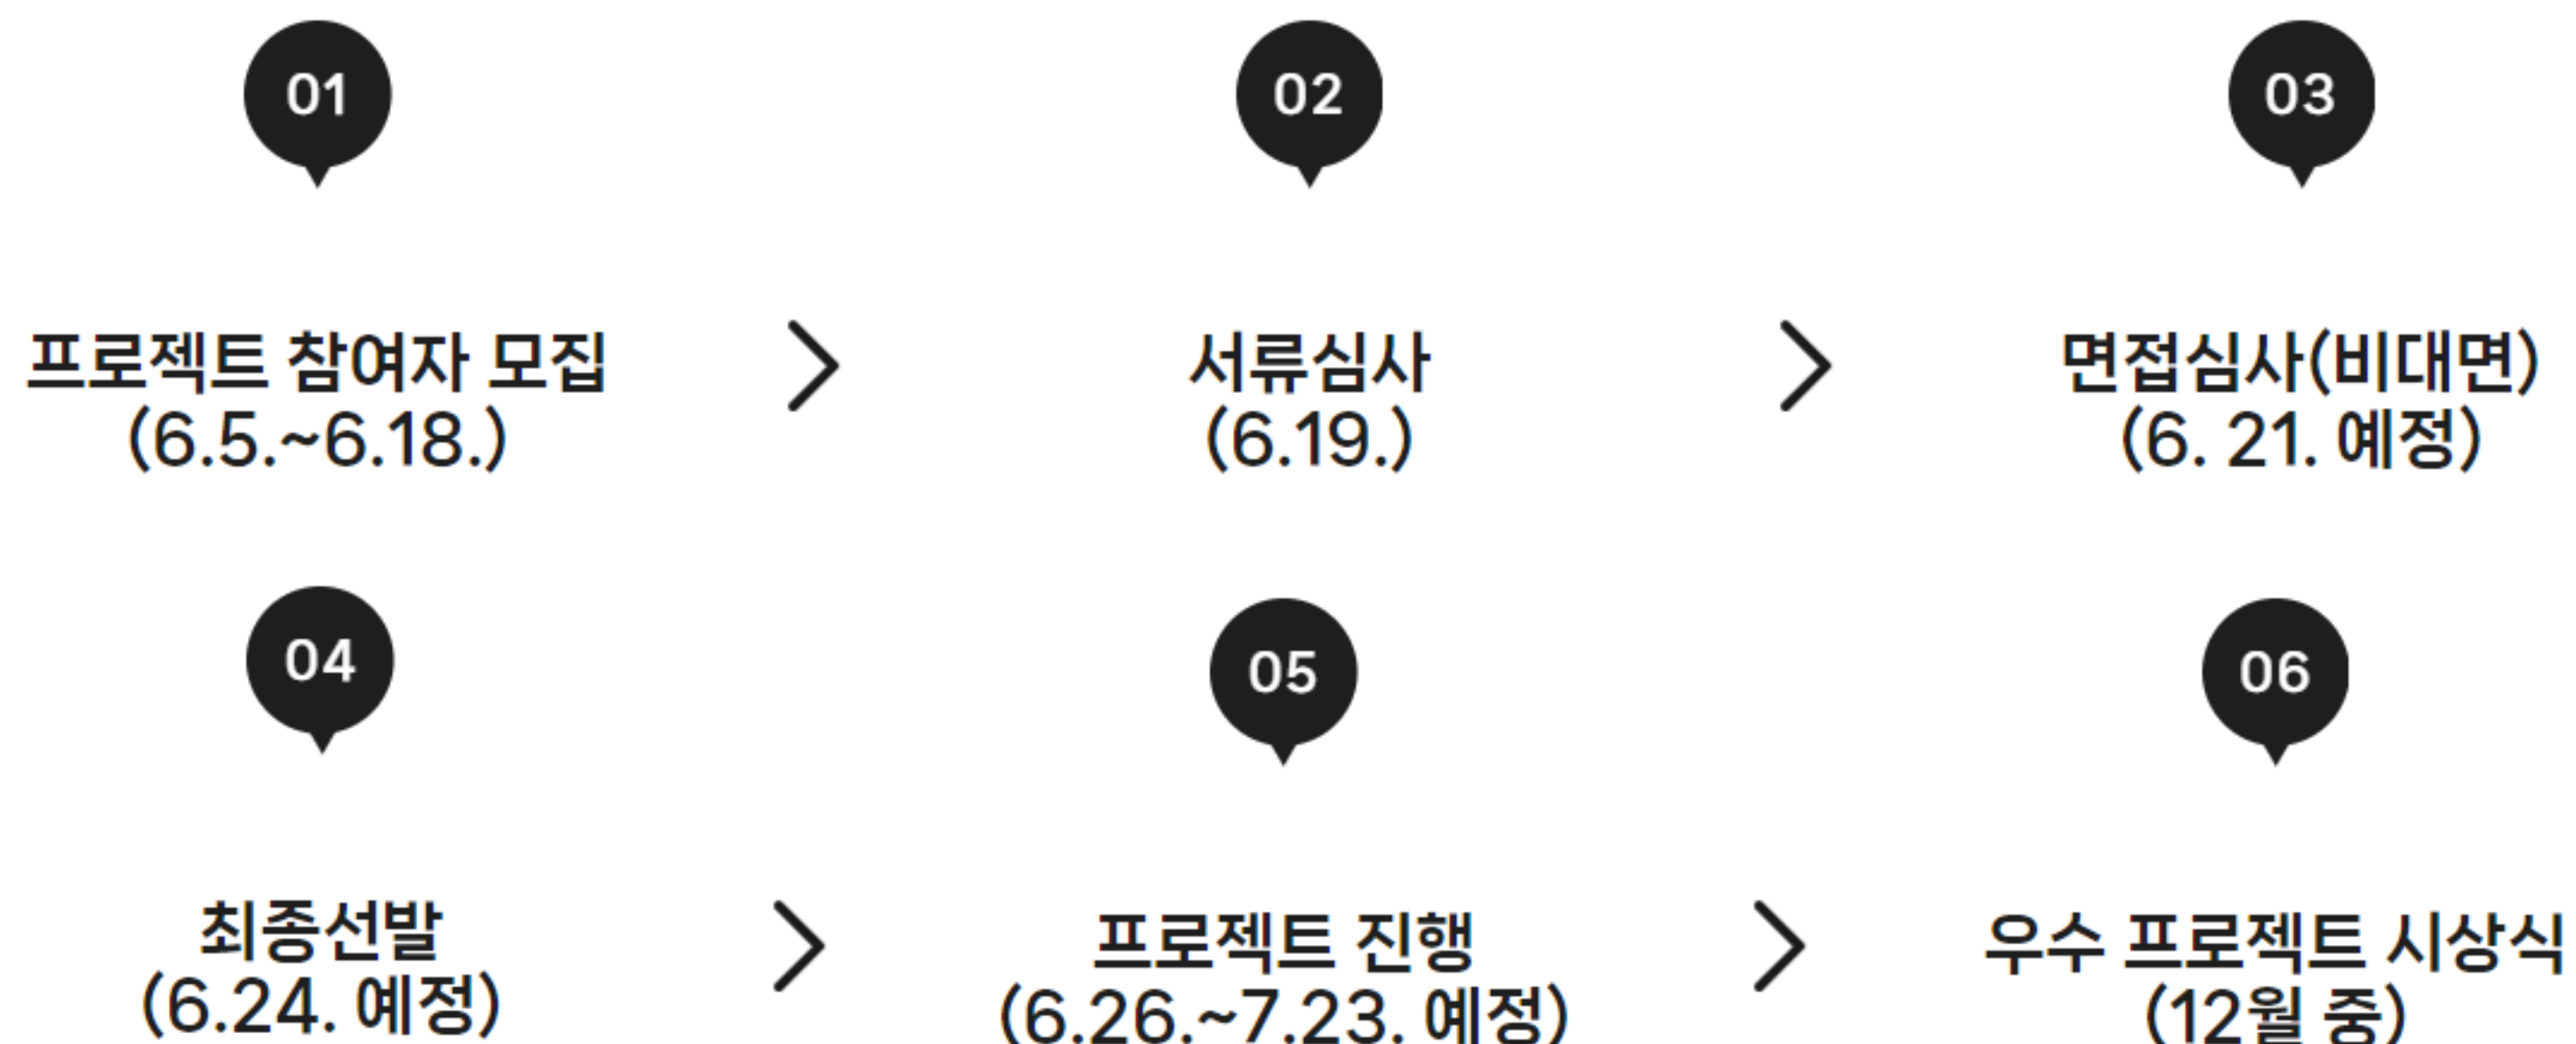 01
프로젝트 참여자 모집
(6.5.~6.18.)
02
서류심사
(6.19.)
03
면접심사(비대면)
(6. 21. 예정)
04
최종선발
(6.24. 예정)
05
프로젝트 진행
(6.26.~7.23. 예정)
06
우수 프로젝트 시상식
(12월 중)